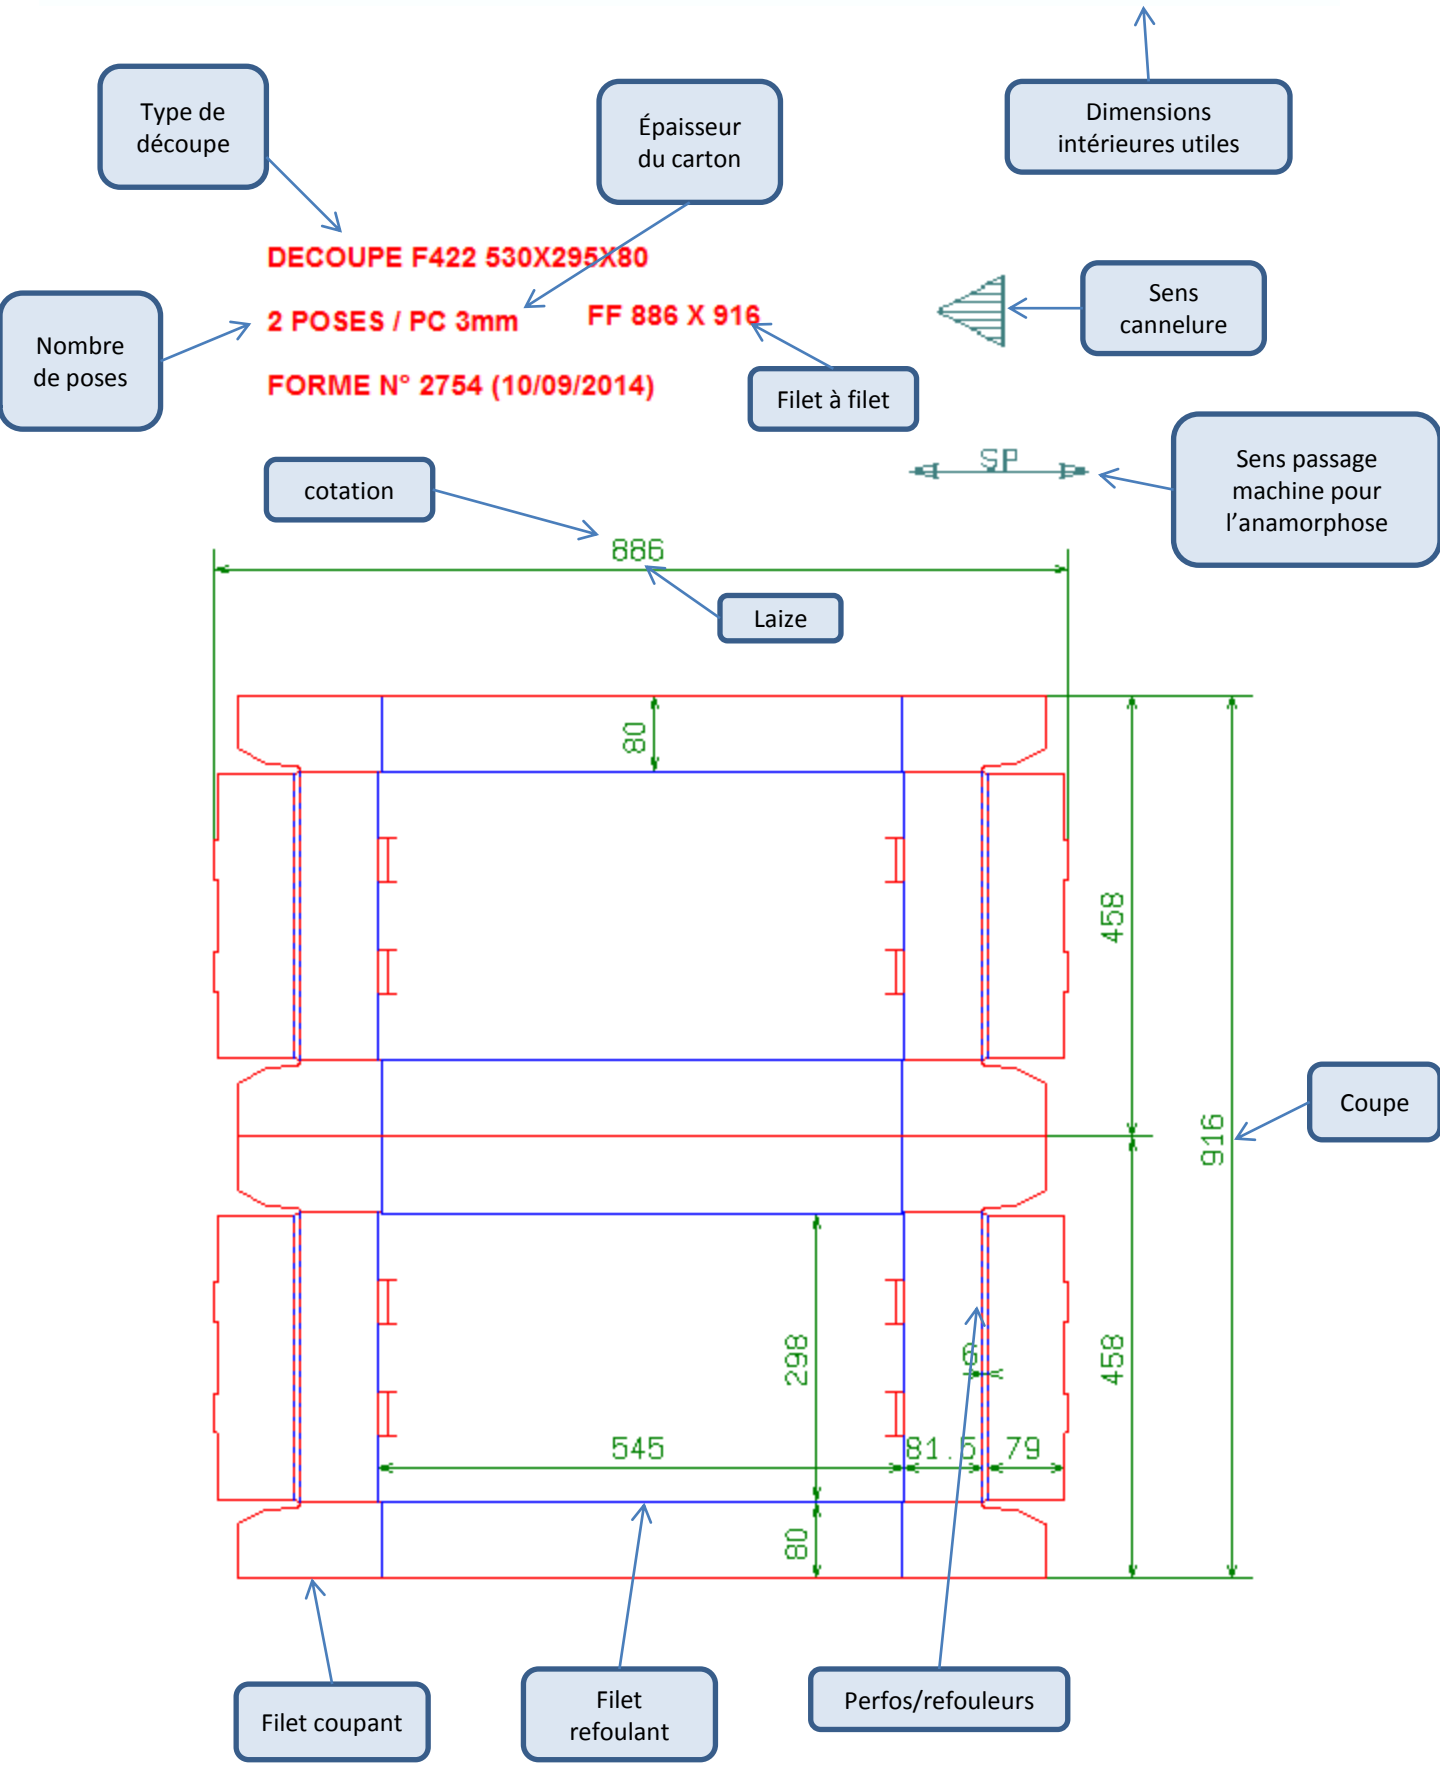 Type de
découpe
Épaisseur
du carton
Dimensions
intérieures utiles
DECOUPE F422 530X295X80
2 POSES / PC 3mm
FF 886 X 916
FORME N° 2754 (10/09/2014)
Nombre
de poses
Sens
cannelure
Filet à filet
SP
Sens passage
machine pour
l'anamorphose
cotation
886
Laize
80
458
916
Coupe
298
6
458
545
81.5
79
80
Filet coupant
Filet
refoulant
Perfos/refouleurs